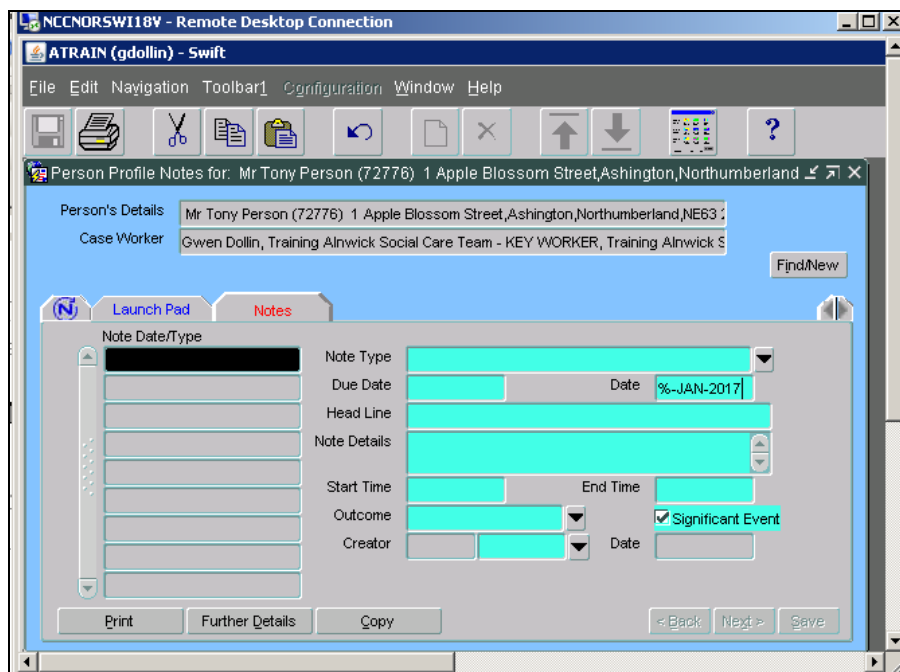 NCCNORSWI18V - Remote Desktop Connection
ATRAIN (gdollin) - Swift
File Edit Navigation Toolbar1 Configuration Window Help
?
Person Profile Notes for: Mr Tony Person (72776) 1 Apple Blossom Street,Ashington,Northumberland
Person's Details Mr Tony Person (72776) 1 Apple Blossom Street,Ashington,Northumberland,NE63
Case Worker Gwen Dollin, Training Alnwick Social Care Team - KEY WORKER, Training Alnwick S
Find/New
N Launch Pad Notes
Note Date/Type
Note Type
Due Date Date %-JAN-2017
Head Line
Note Details
Start Time End Time
Outcome Significant Event
Creator Date
Print Further Details Copy < Back Next > Save